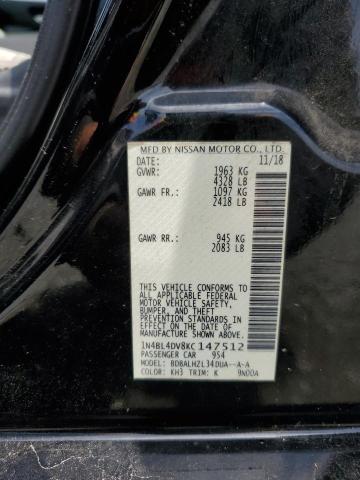 MFD BY NISSAN MOTOR CO., LTD.
DATE: 11/18
GVWR: 1963 KG
4328 LB
GAWR FR.: 1097 KG
2418 LB
GAWR RR.: 945 KG
2083 LB
THIS VEHICLE CONFORMS TO
ALL APPLICABLE FEDERAL
MOTOR VEHICLE SAFETY,
BUMPER, AND THEFT
PREVENTION STANDARDS IN
EFFECT ON THE DATE OF
MANUFACTURE SHOWN ABOVE.
1N4BL4DV8KC147512
PASSENGER CAR 954
MODEL: BDBALHZL34DUA--A-A
COLOR: KH3 TRIM: K 9N00A